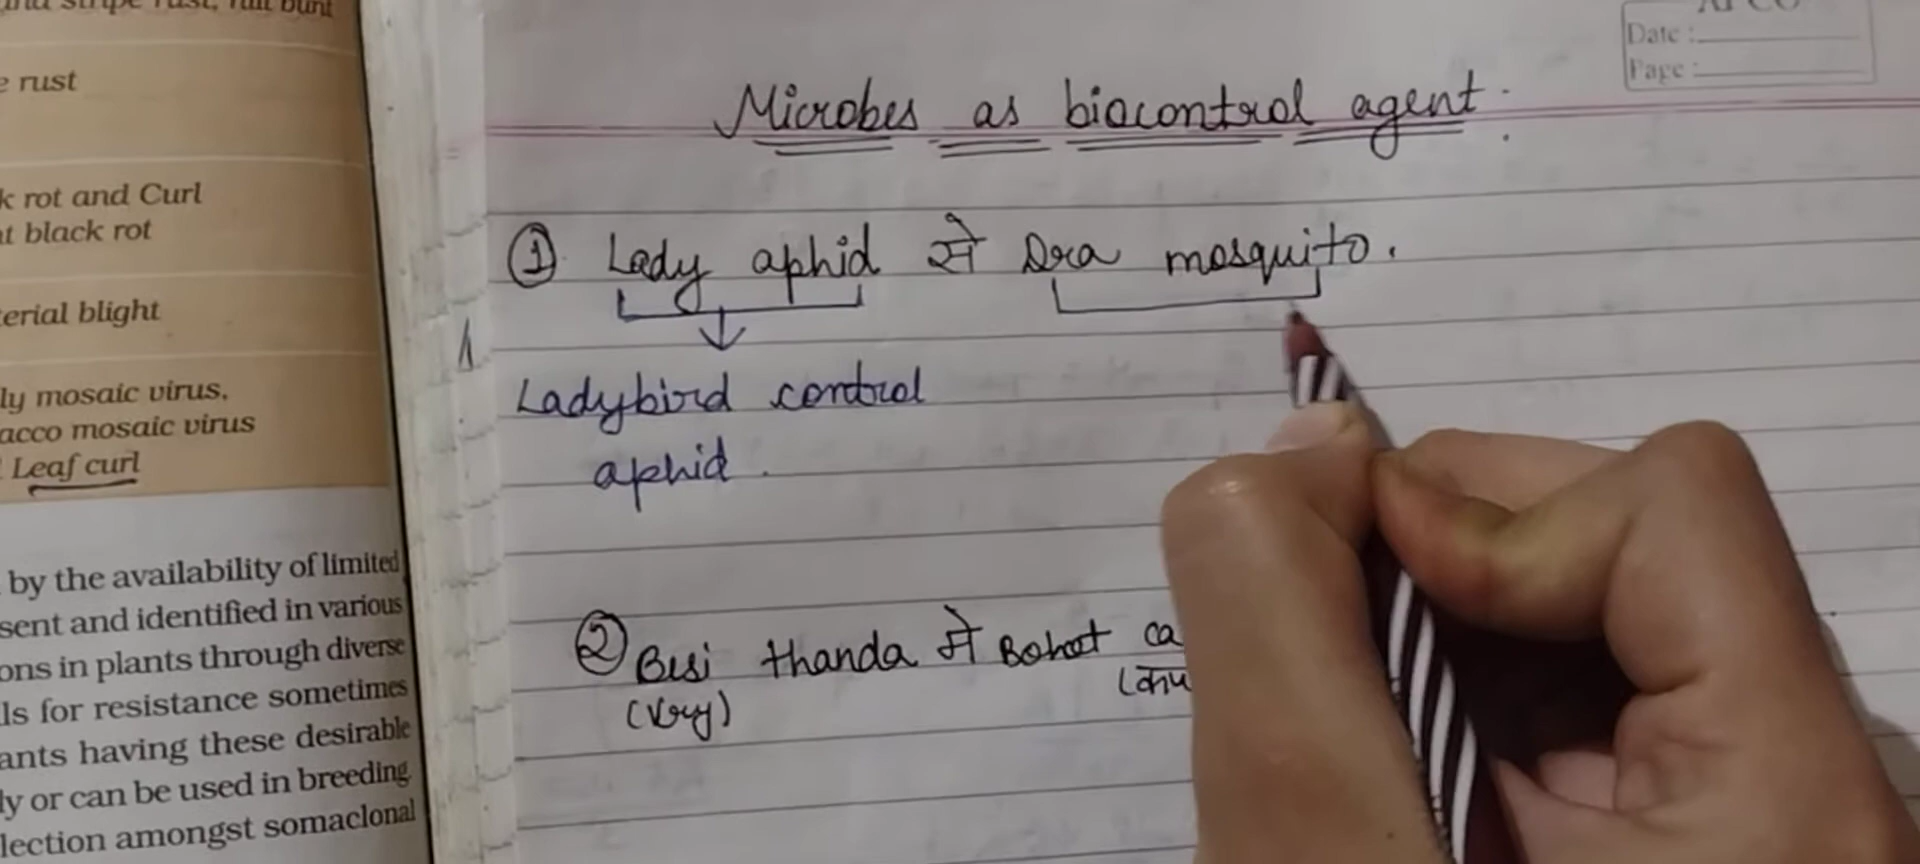 rust
k rot and Curl
t black rot
erial blight
ly mosaic virus,
acco mosaic virus
Leaf curl
by the availability of limited
sent and identified in various
ons in plants through diverse
ls for resistance sometimes
ants having these desirable
ly or can be used in breeding
lection amongst somaclonal
Date :
Page :
Microbes as biocontrol agent.
① Lady aphid से Dra mosquito.
Ladybird control
aphid.
② Busi thanda में Bohot ca
(Very)